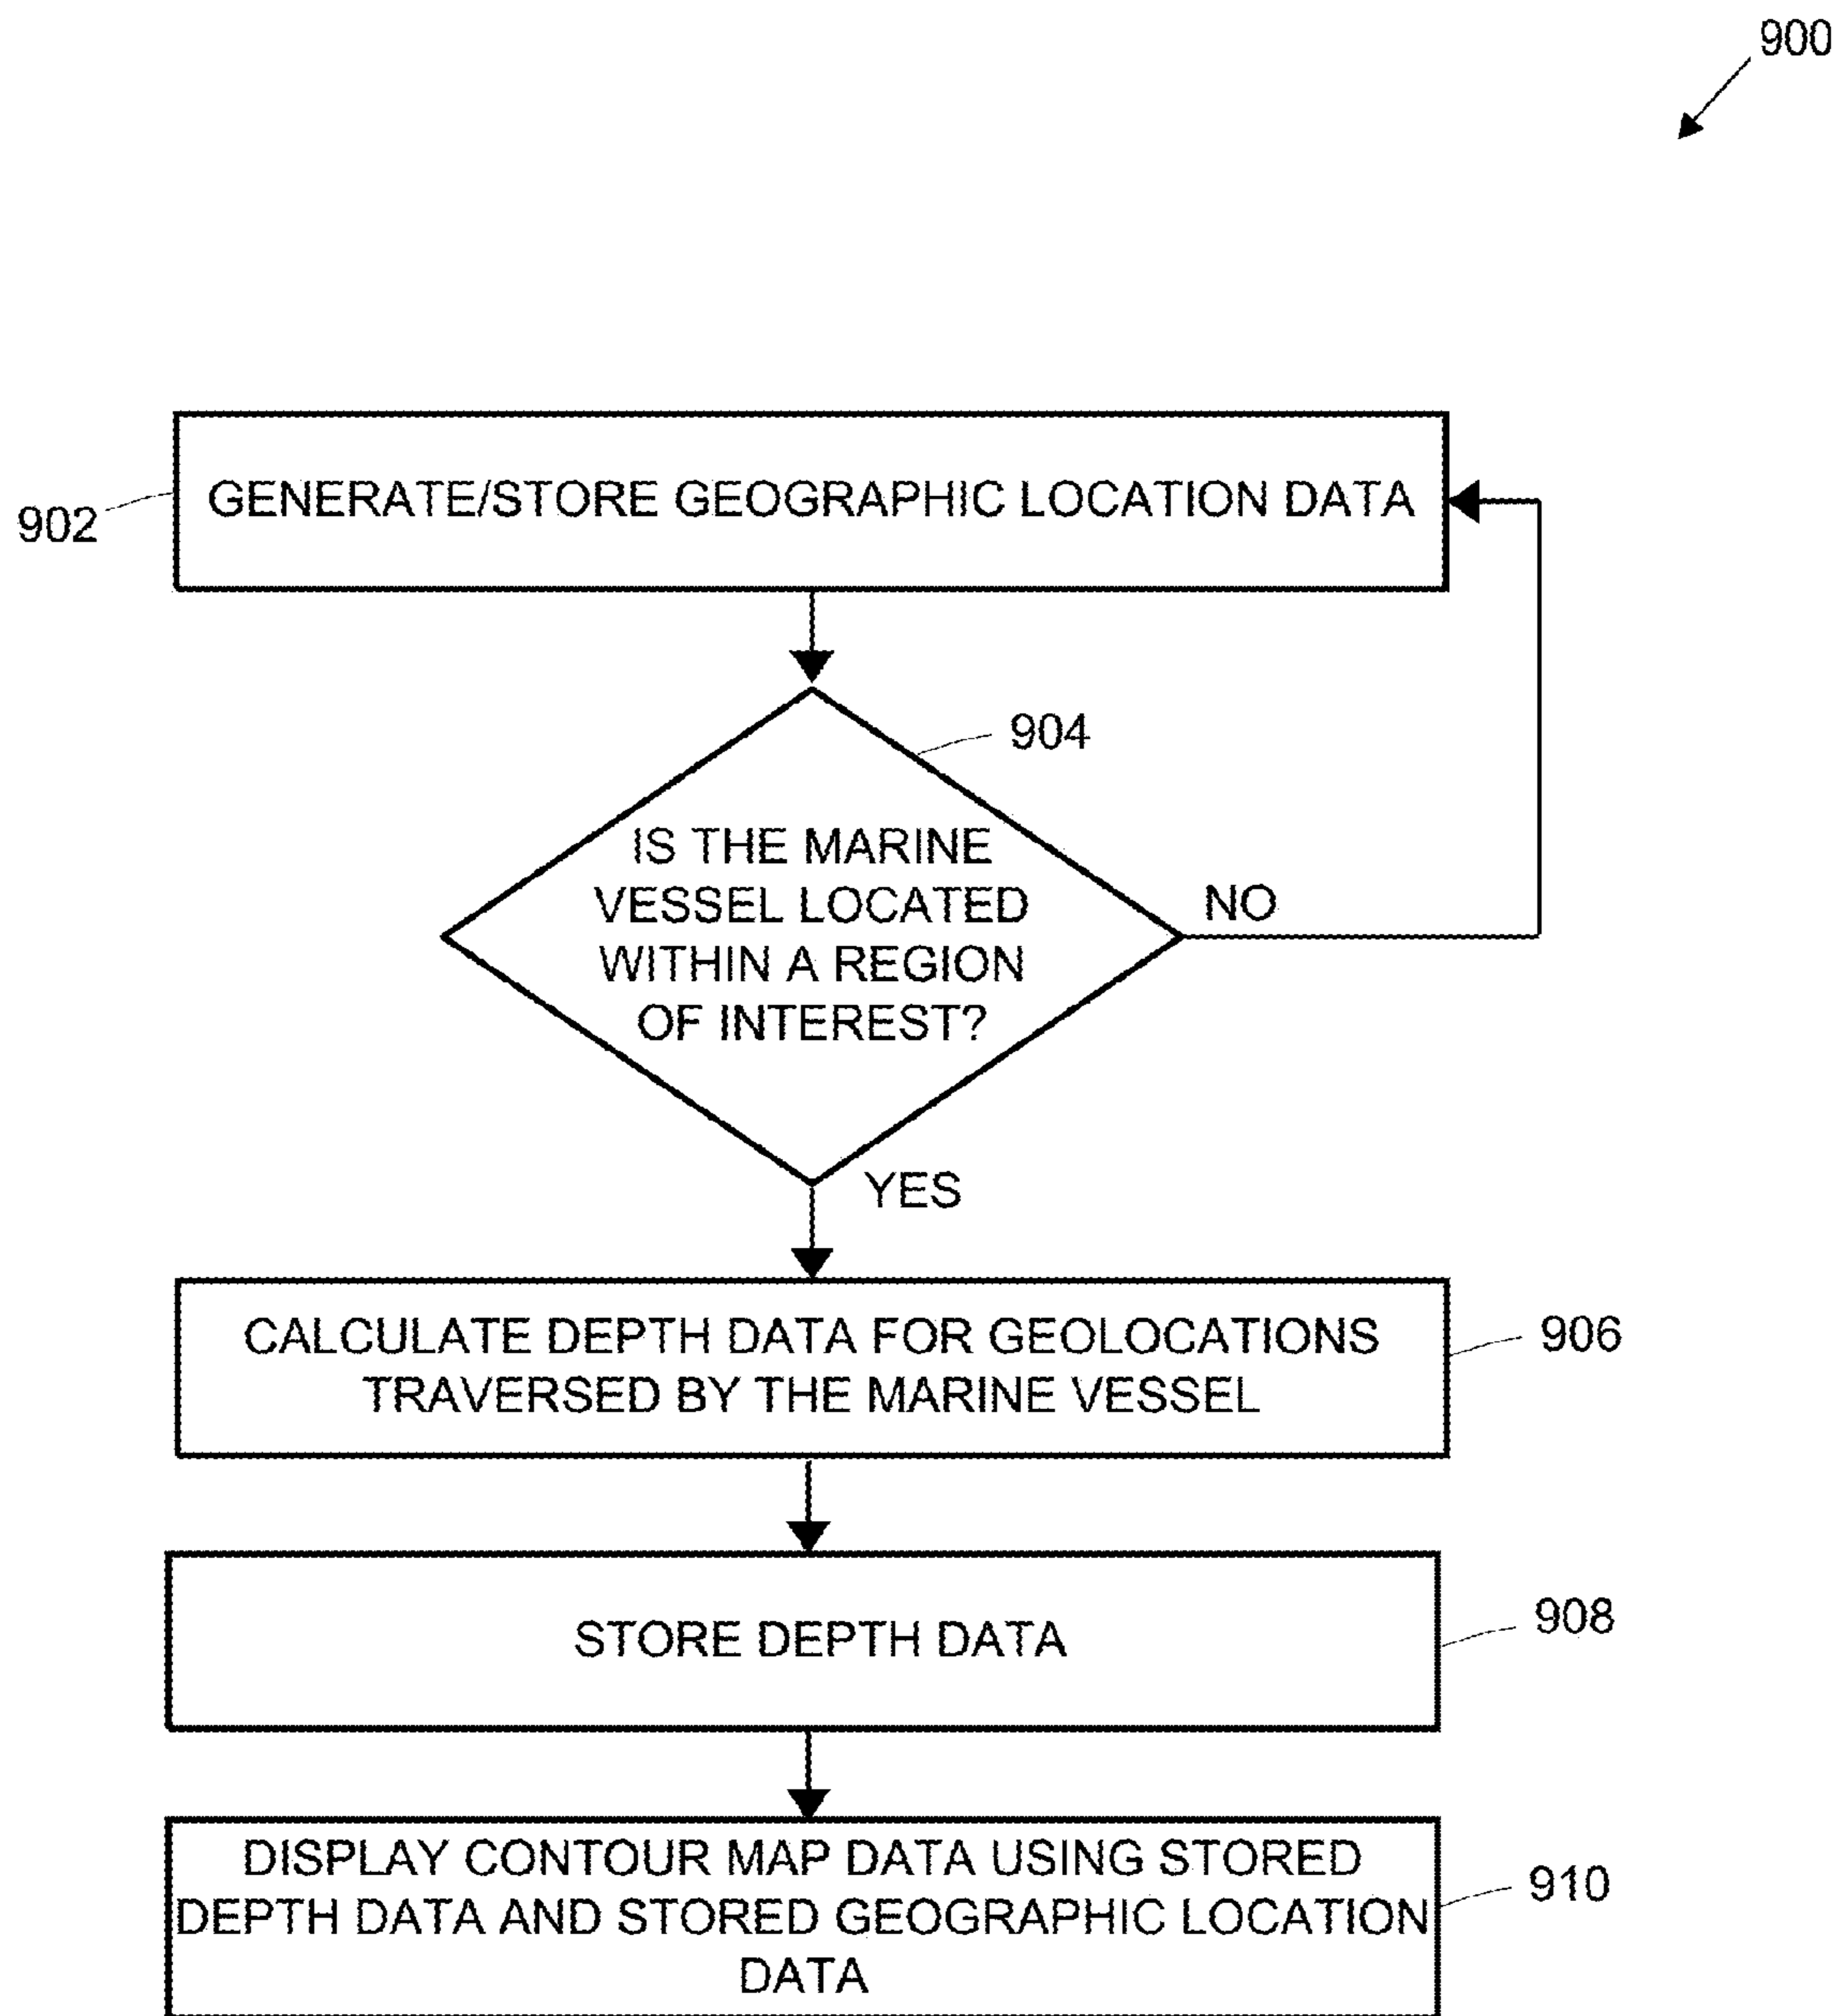 900
GENERATE/STORE GEOGRAPHIC LOCATION DATA
902
904
IS THE MARINE
VESSEL LOCATED
WITHIN A REGION
OF INTEREST?
NO
YES
CALCULATE DEPTH DATA FOR GEOLOCATIONS
TRAVERSED BY THE MARINE VESSEL
906
STORE DEPTH DATA
908
DISPLAY CONTOUR MAP DATA USING STORED
DEPTH DATA AND STORED GEOGRAPHIC LOCATION
DATA
910